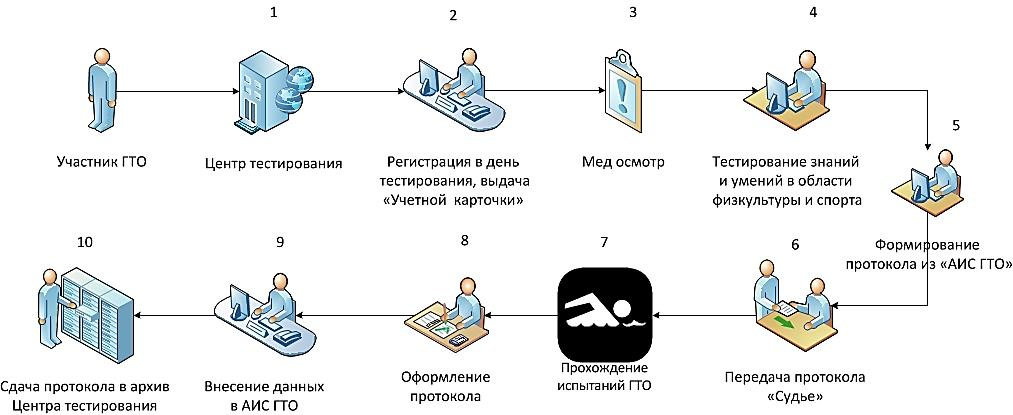 1
2
3
4
5
Участник ГТО
Центр тестирования
Регистрация в день
тестирования, выдача
«Учетной карточки»
Мед осмотр
Тестирование знаний
и умений в области
физкультуры и спорта
Формирование
протокола из «АИС ГТО»
10
9
8
7
6
Сдача протокола в архив
Центра тестирования
Внесение данных
в АИС ГТО
Оформление
протокола
Прохождение
испытаний ГТО
Передача протокола
«Судье»